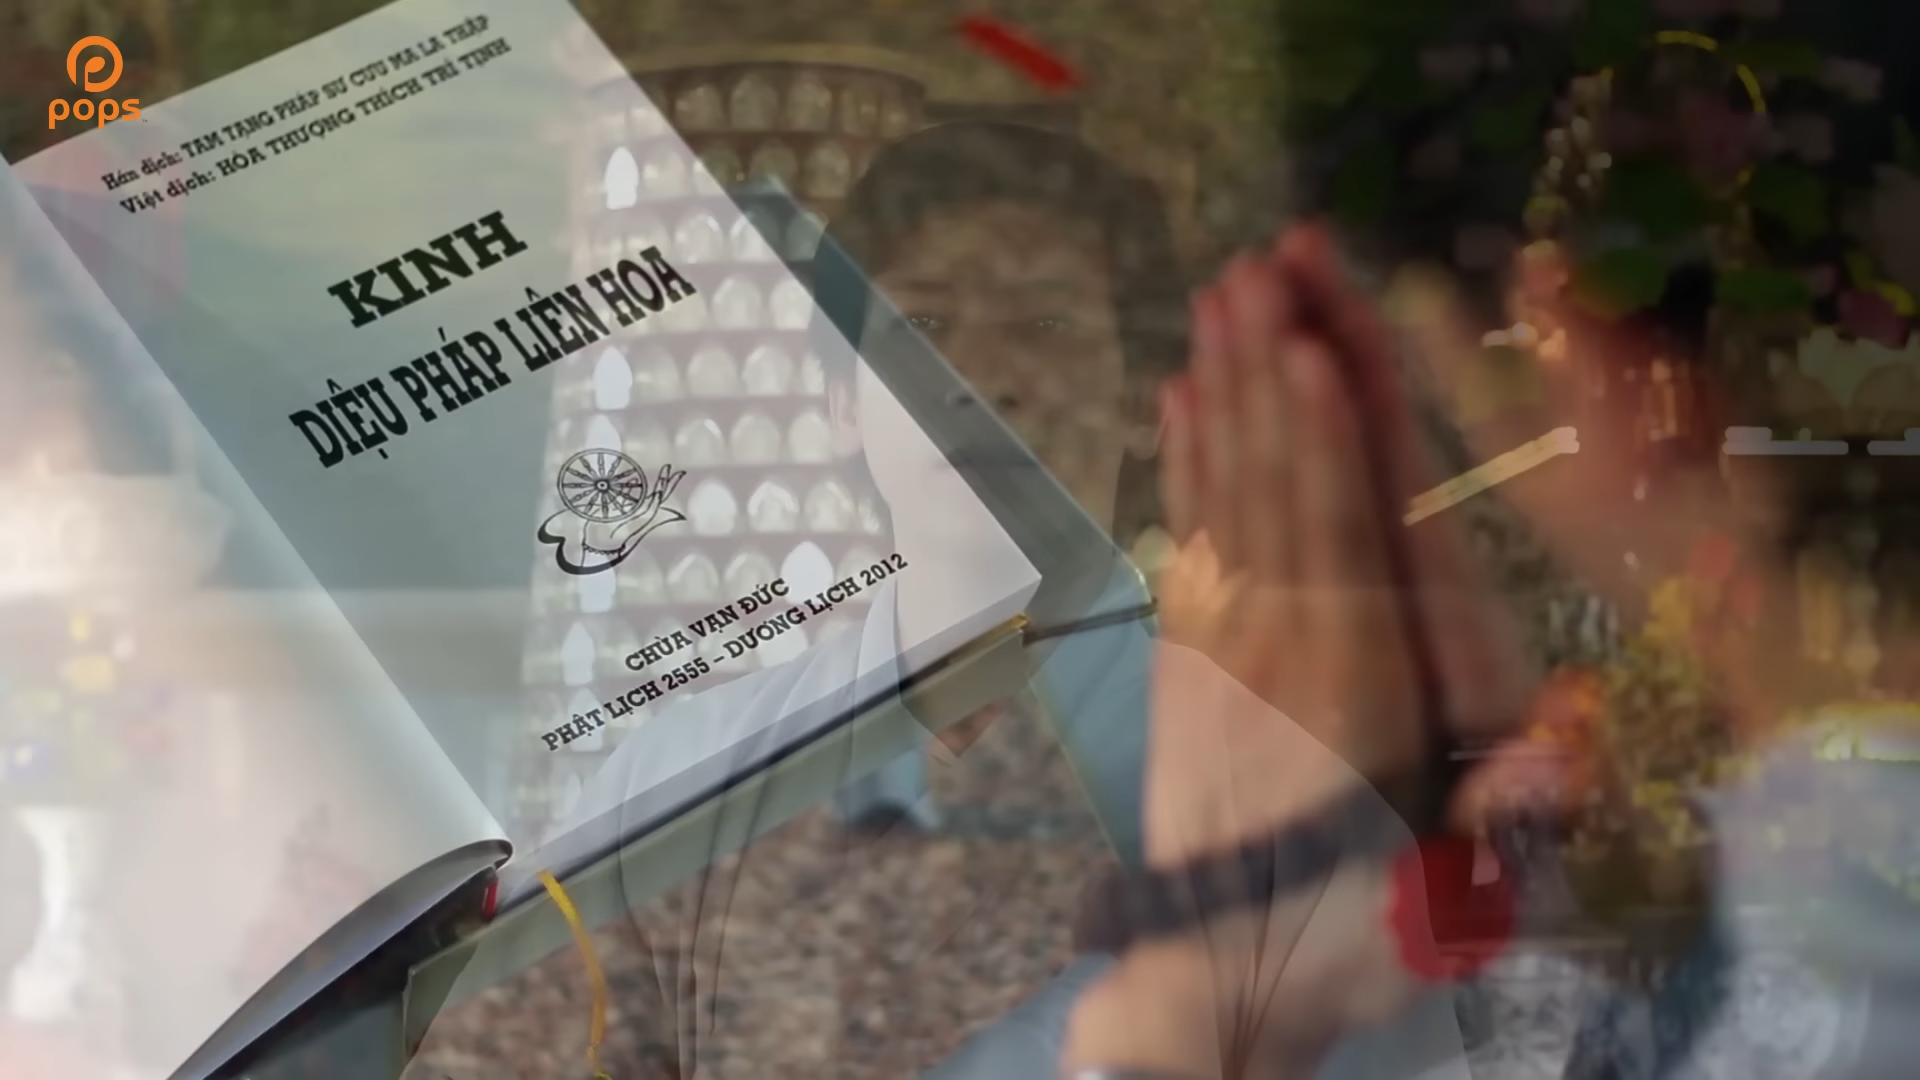 pops
Hán dịch: TAM TẠNG PHÁP SƯ CƯU MA LA THẬP
Việt dịch: HÒA THƯỢNG THÍCH TRÍ TỊNH
KINH
DIỆU PHÁP LIÊN HOA
CHÙA VẠN ĐỨC
PHẬT LỊCH 2555 – DƯƠNG LỊCH 2012